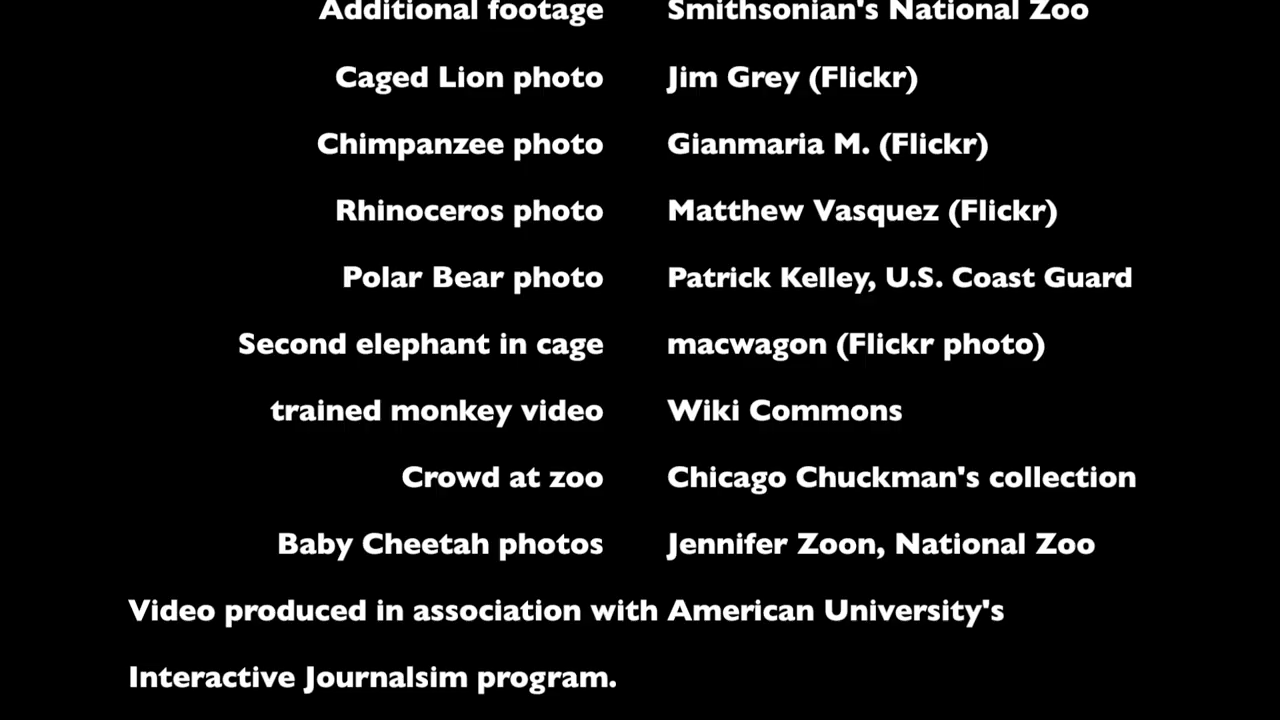 Additional footage Smithsonian's National Zoo
Caged Lion photo Jim Grey (Flickr)
Chimpanzee photo Gianmaria M. (Flickr)
Rhinoceros photo Matthew Vasquez (Flickr)
Polar Bear photo Patrick Kelley, U.S. Coast Guard
Second elephant in cage macwagon (Flickr photo)
trained monkey video Wiki Commons
Crowd at zoo Chicago Chuckman's collection
Baby Cheetah photos Jennifer Zoon, National Zoo
Video produced in association with American University's
Interactive Journalsim program.